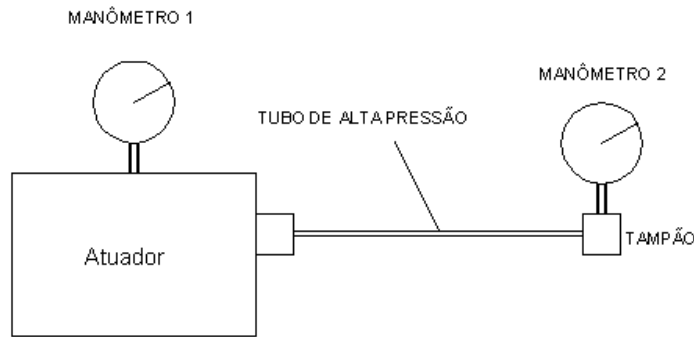 MANÔMETRO 1
MANÔMETRO 2
TUBO DE ALTA PRESSÃO
TAMPÃO
Atuador